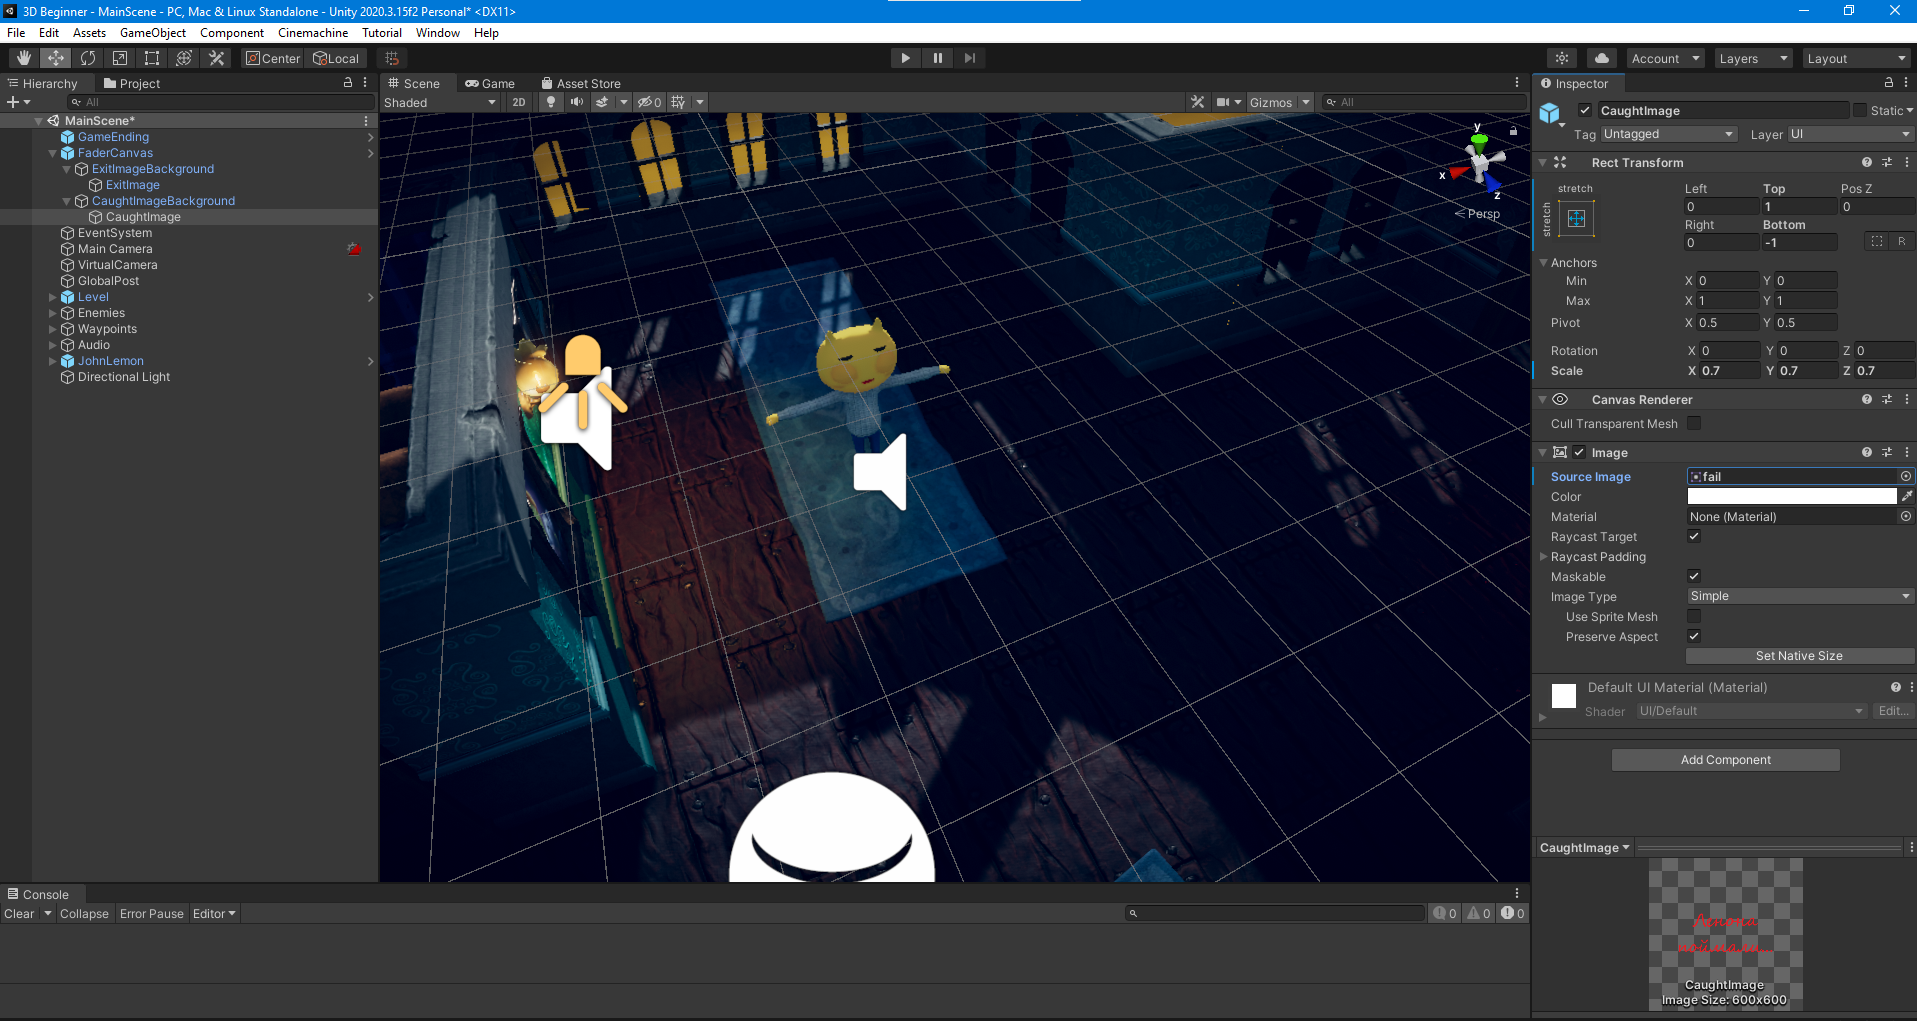 3D Beginner - MainScene - PC, Mac & Linux Standalone - Unity 2020.3.15f2 Personal* <DX11>
File Edit Assets GameObject Component Cinemachine Tutorial Window Help
Center Local Account Layers Layout
Hierarchy Project
All
MainScene*
GameEnding
FaderCanvas
ExitImageBackground
ExitImage
CaughtImageBackground
CaughtImage
EventSystem
Main Camera
VirtualCamera
GlobalPost
Level
Enemies
Waypoints
Audio
JohnLemon
Directional Light
Scene Game Asset Store
Shaded 2D 0 Gizmos All
y
x
z
Persp
Inspector
CaughtImage Static
Tag Untagged Layer UI
Rect Transform
stretch Left Top Pos Z
stretch 0 1 0
Right Bottom
0 -1 R
Anchors
Min X 0 Y 0
Max X 1 Y 1
Pivot X 0.5 Y 0.5
Rotation X 0 Y 0 Z 0
Scale X 0.7 Y 0.7 Z 0.7
Canvas Renderer
Cull Transparent Mesh
Image
Source Image fail
Color
Material None (Material)
Raycast Target
Raycast Padding
Maskable
Image Type Simple
Use Sprite Mesh
Preserve Aspect
Set Native Size
Default UI Material (Material)
Shader UI/Default Edit...
Add Component
CaughtImage
поймали...
CaughtImage
Image Size: 600x600
Console
Clear Collapse Error Pause Editor 0 0 0